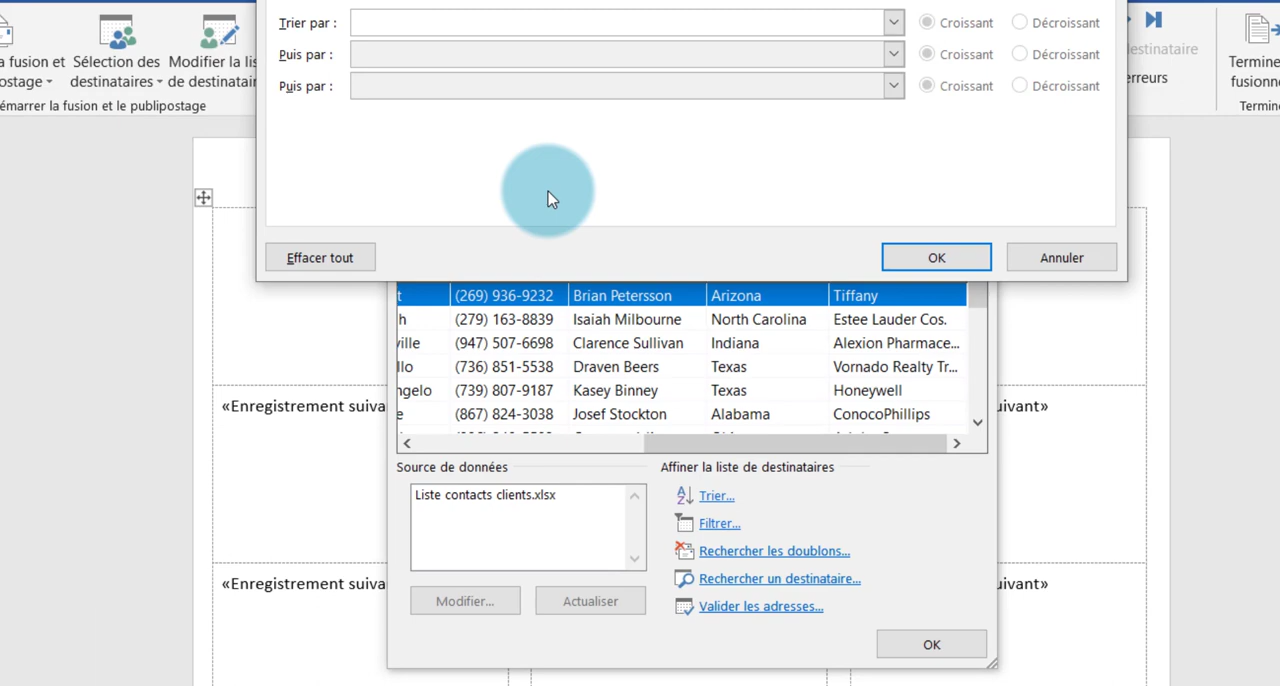 Trier par : Croissant Décroissant
Puis par : Croissant Décroissant
Puis par : Croissant Décroissant
a fusion et Sélection des Modifier la lis
ostage destinataires de destinatair
émarrer la fusion et le publipostage
estinataire
erreurs
Termine
fusionne
Termin
Effacer tout OK Annuler
t (269) 936-9232 Brian Petersson Arizona Tiffany
h (279) 163-8839 Isaiah Milbourne North Carolina Estee Lauder Cos.
ville (947) 507-6698 Clarence Sullivan Indiana Alexion Pharmace...
llo (736) 851-5538 Draven Beers Texas Vornado Realty Tr...
ngelo (739) 807-9187 Kasey Binney Texas Honeywell
e (867) 824-3038 Josef Stockton Alabama ConocoPhillips
«Enregistrement suiva
uivant»
Source de données Affiner la liste de destinataires
Liste contacts clients.xlsx
Trier...
Filtrer...
Rechercher les doublons...
Rechercher un destinataire...
Valider les adresses...
«Enregistrement suiva
uivant»
Modifier... Actualiser
OK